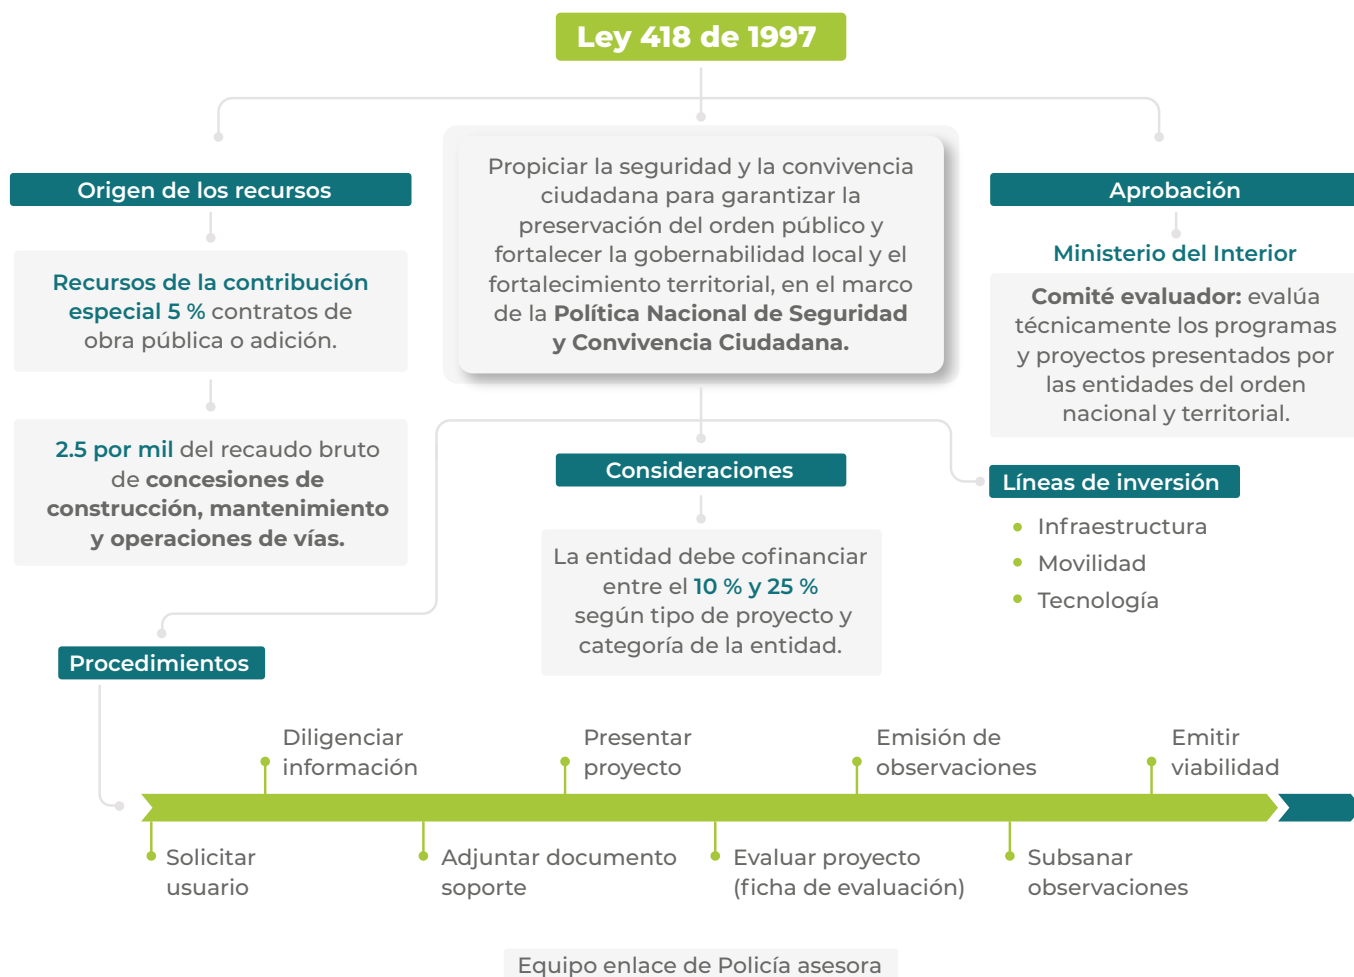 Ley 418 de 1997
Origen de los recursos
Recursos de la contribución
especial 5 % contratos de
obra pública o adición.
2.5 por mil del recaudo bruto
de concesiones de
construcción, mantenimiento
y operaciones de vías.
Propiciar la seguridad y la convivencia
ciudadana para garantizar la
preservación del orden público y
fortalecer la gobernabilidad local y el
fortalecimiento territorial, en el marco
de la Política Nacional de Seguridad
y Convivencia Ciudadana.
Aprobación
Ministerio del Interior
Comité evaluador: evalúa
técnicamente los programas
y proyectos presentados por
las entidades del orden
nacional y territorial.
Consideraciones
La entidad debe cofinanciar
entre el 10 % y 25 %
según tipo de proyecto y
categoría de la entidad.
Líneas de inversión
• Infraestructura
• Movilidad
• Tecnología
Procedimientos
Solicitar
usuario
Diligenciar
información
Adjuntar documento
soporte
Presentar
proyecto
Evaluar proyecto
(ficha de evaluación)
Emisión de
observaciones
Subsanar
observaciones
Emitir
viabilidad
Equipo enlace de Policía asesora